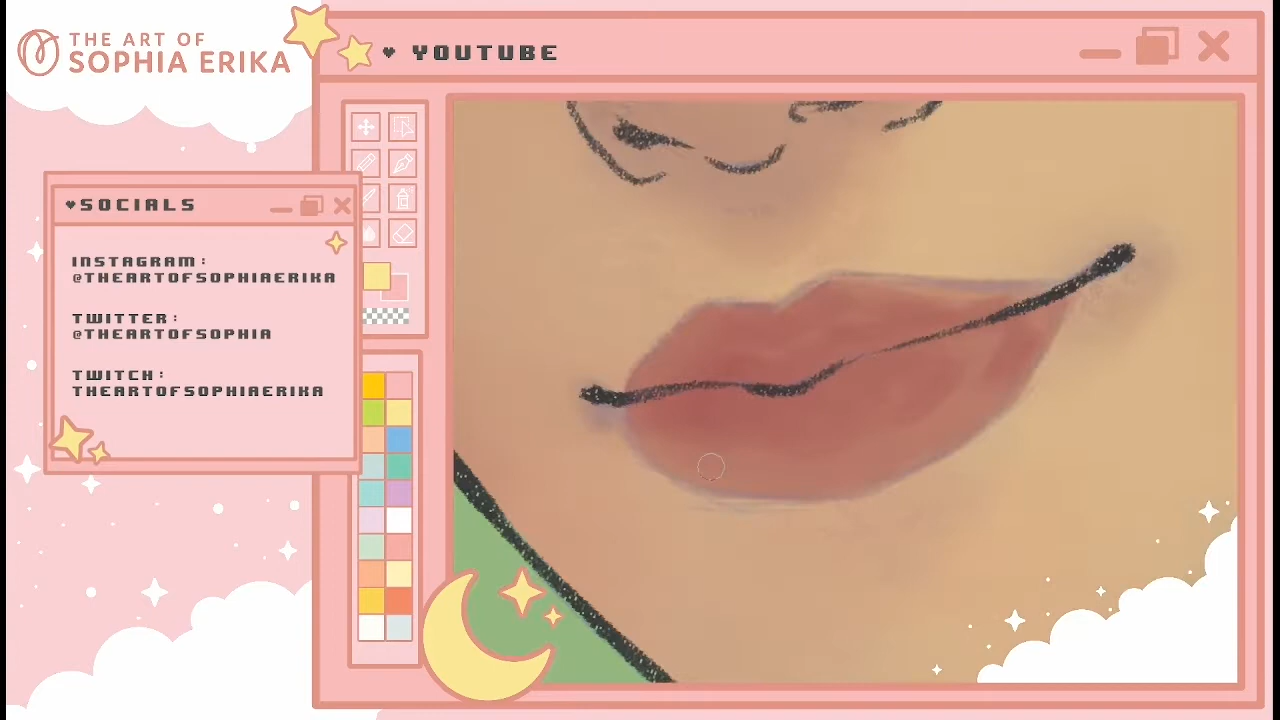 THE ART OF
SOPHIA ERIKA
♥ YOUTUBE
♥SOCIALS
INSTAGRAM:
@THEARTOFSOPHIAERIKA
TWITTER:
@THEARTOFSOPHIA
TWITCH:
THEARTOFSOPHIAERIKA